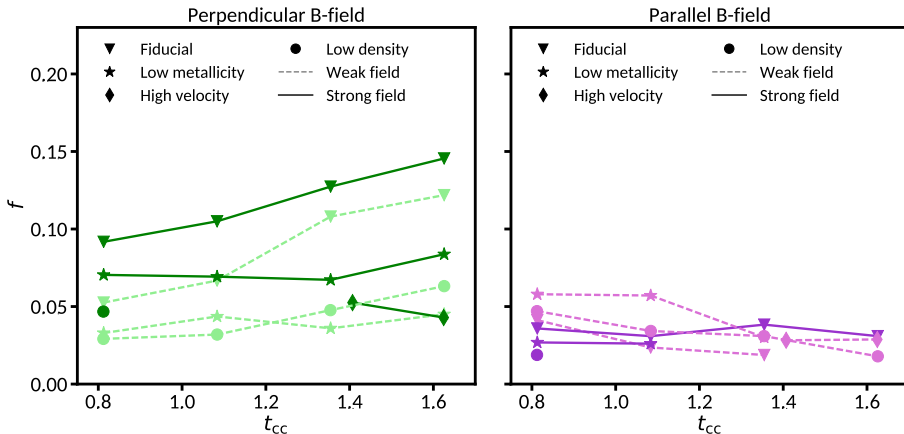 Perpendicular B-field
Parallel B-field
Fiducial
Low density
Low metallicity
Weak field
High velocity
Strong field
Fiducial
Low density
Low metallicity
Weak field
High velocity
Strong field
0.20
0.15
0.10
0.05
0.00
f
0.8 1.0 1.2 1.4 1.6
0.8 1.0 1.2 1.4 1.6
t_cc
t_cc